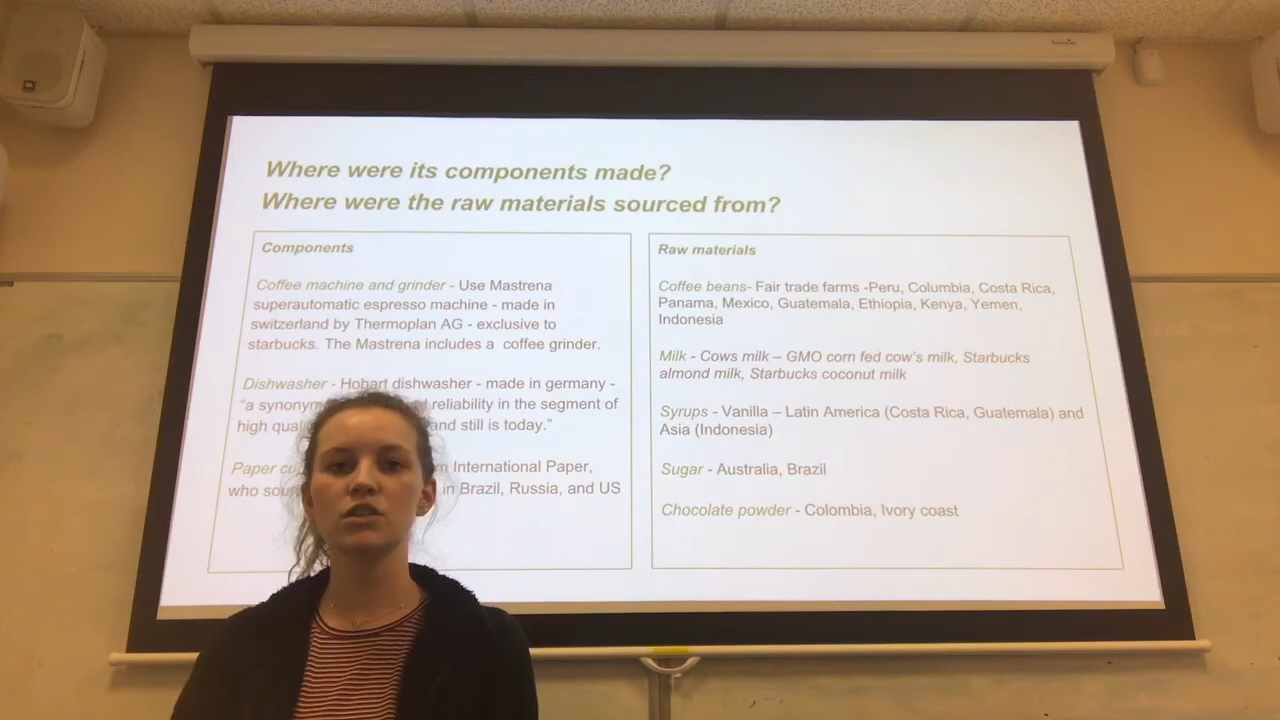 Where were its components made?
Where were the raw materials sourced from?
Components
Coffee machine and grinder - Use Mastrena
superautomatic espresso machine - made in
switzerland by Thermoplan AG - exclusive to
starbucks. The Mastrena includes a coffee grinder.
Dishwasher - Hobart dishwasher - made in germany -
"a synonym reliability in the segment of
high and still is today."
Paper International Paper,
who in Brazil, Russia, and US
Raw materials
Coffee beans- Fair trade farms -Peru, Columbia, Costa Rica,
Panama, Mexico, Guatemala, Ethiopia, Kenya, Yemen,
Indonesia
Milk - Cows milk – GMO corn fed cow's milk, Starbucks
almond milk, Starbucks coconut milk
Syrups - Vanilla – Latin America (Costa Rica, Guatemala) and
Asia (Indonesia)
Sugar - Australia, Brazil
Chocolate powder - Colombia, Ivory coast